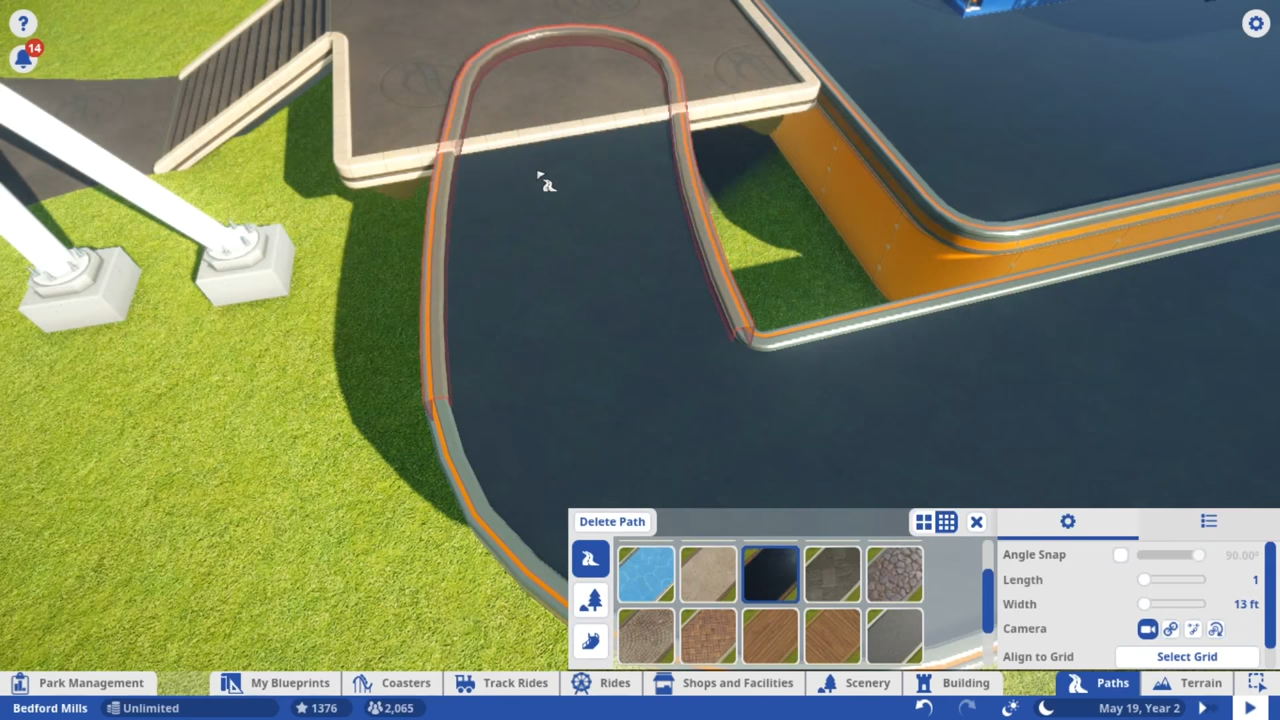 ?
14
Delete Path
Angle Snap 90.00°
Length 1
Width 13 ft
Camera
Align to Grid Select Grid
Park Management My Blueprints Coasters Track Rides Rides Shops and Facilities Scenery Building Paths Terrain
Bedford Mills Unlimited 1376 2,065 May 19, Year 2